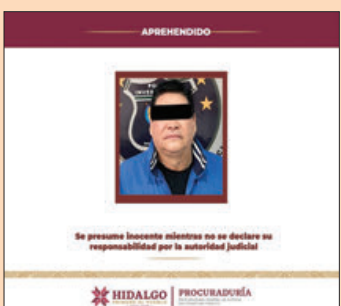 APREHENDIDO
Se presume inocente mientras no se declare su
responsabilidad por la autoridad judicial
HIDALGO
PROCURADURÍA